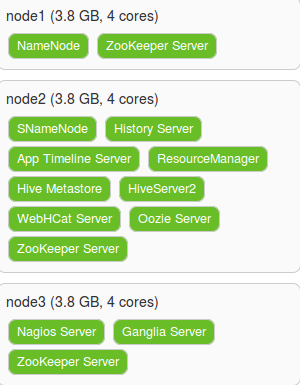 node1 (3.8 GB, 4 cores)
NameNode ZooKeeper Server
node2 (3.8 GB, 4 cores)
SNameNode History Server
App Timeline Server ResourceManager
Hive Metastore HiveServer2
WebHCat Server Oozie Server
ZooKeeper Server
node3 (3.8 GB, 4 cores)
Nagios Server Ganglia Server
ZooKeeper Server